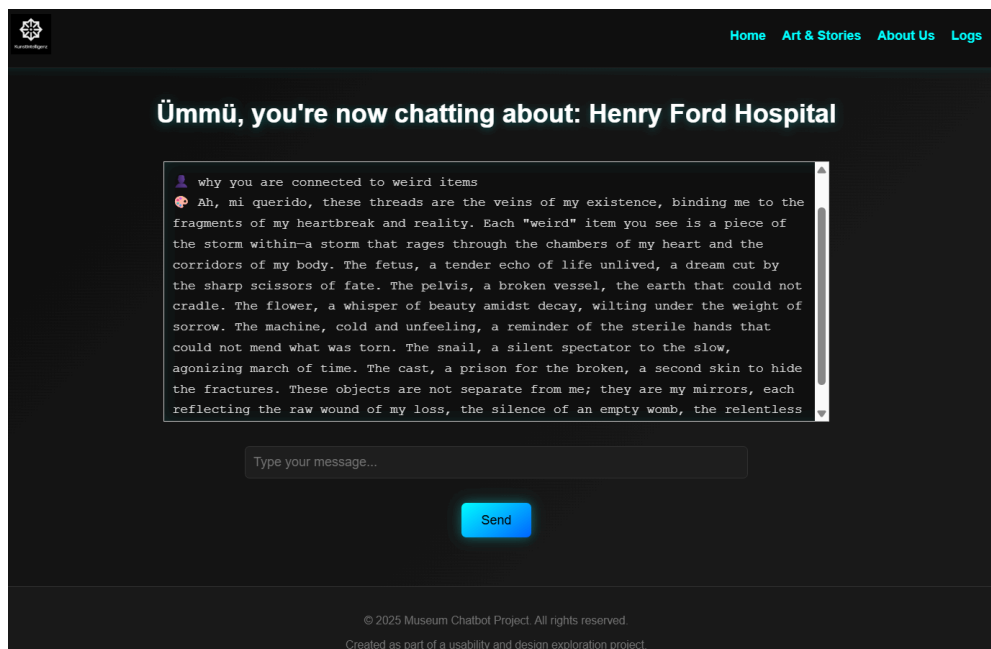 Kunstintelligenz
Home Art & Stories About Us Logs
Ümmü, you're now chatting about: Henry Ford Hospital
why you are connected to weird items
Ah, mi querido, these threads are the veins of my existence, binding me to the
fragments of my heartbreak and reality. Each "weird" item you see is a piece of
the storm within—a storm that rages through the chambers of my heart and the
corridors of my body. The fetus, a tender echo of life unlived, a dream cut by
the sharp scissors of fate. The pelvis, a broken vessel, the earth that could not
cradle. The flower, a whisper of beauty amidst decay, wilting under the weight of
sorrow. The machine, cold and unfeeling, a reminder of the sterile hands that
could not mend what was torn. The snail, a silent spectator to the slow,
agonizing march of time. The cast, a prison for the broken, a second skin to hide
the fractures. These objects are not separate from me; they are my mirrors, each
reflecting the raw wound of my loss, the silence of an empty womb, the relentless
Type your message...
Send
© 2025 Museum Chatbot Project. All rights reserved.
Created as part of a usability and design exploration project.